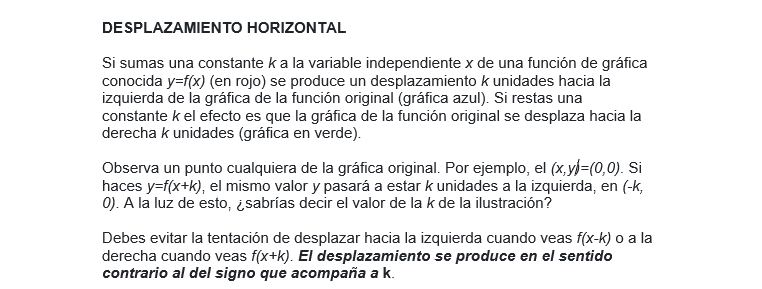 DESPLAZAMIENTO HORIZONTAL
Si sumas una constante k a la variable independiente x de una función de gráfica
conocida y=f(x) (en rojo) se produce un desplazamiento k unidades hacia la
izquierda de la gráfica de la función original (gráfica azul). Si restas una
constante k el efecto es que la gráfica de la función original se desplaza hacia la
derecha k unidades (gráfica en verde).
Observa un punto cualquiera de la gráfica original. Por ejemplo, el (x,y)=(0,0). Si
haces y=f(x+k), el mismo valor y pasará a estar k unidades a la izquierda, en (-k,
0). A la luz de esto, ¿sabrías decir el valor de la k de la ilustración?
Debes evitar la tentación de desplazar hacia la izquierda cuando veas f(x-k) o a la
derecha cuando veas f(x+k). El desplazamiento se produce en el sentido
contrario al del signo que acompaña a k.